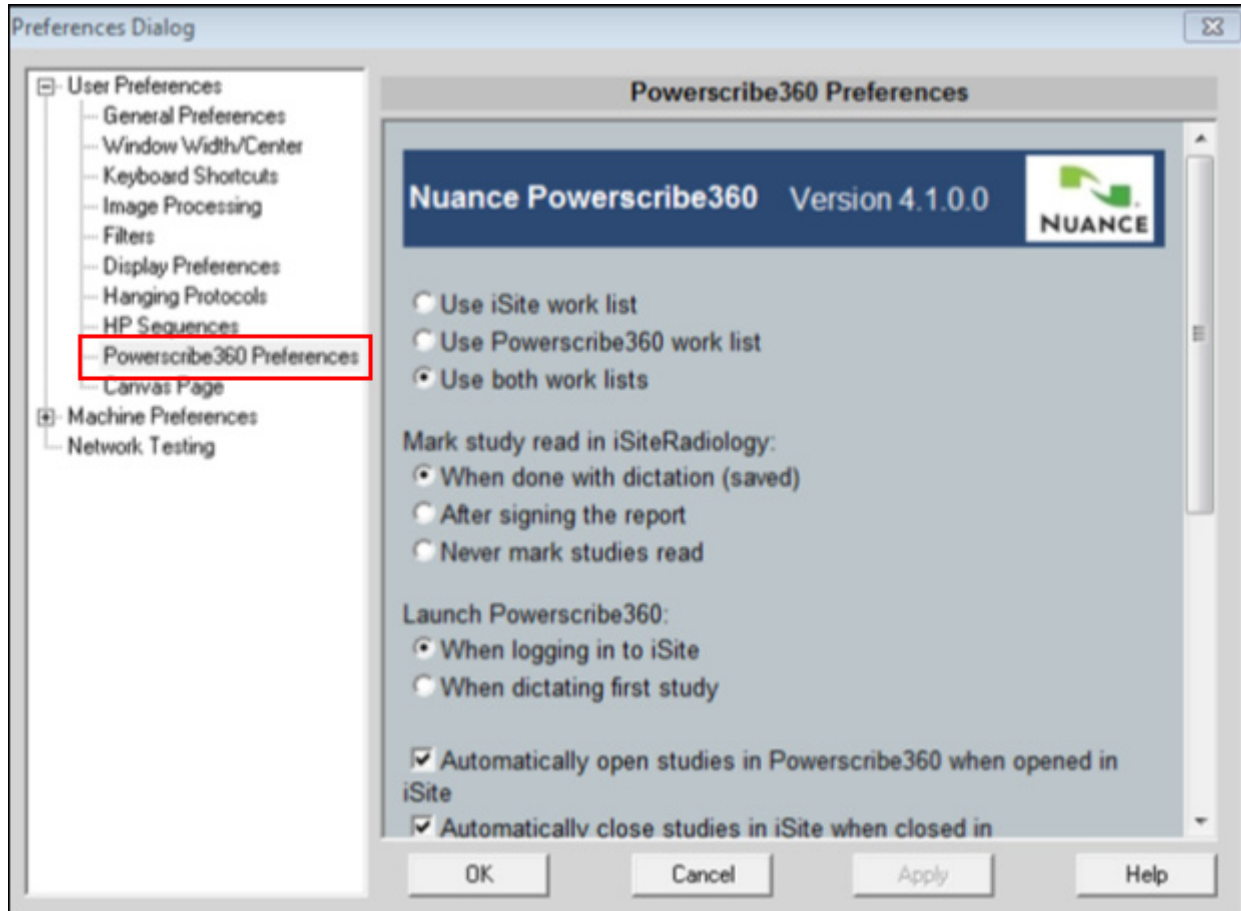 Preferences Dialog
User Preferences
General Preferences
Window Width/Center
Keyboard Shortcuts
Image Processing
Filters
Display Preferences
Hanging Protocols
HP Sequences
Powerscribe360 Preferences
Canvas Page
Machine Preferences
Network Testing
Powerscribe360 Preferences
Nuance Powerscribe360 Version 4.1.0.0
NUANCE
Use iSite work list
Use Powerscribe360 work list
Use both work lists
Mark study read in iSiteRadiology:
When done with dictation (saved)
After signing the report
Never mark studies read
Launch Powerscribe360:
When logging in to iSite
When dictating first study
Automatically open studies in Powerscribe360 when opened in
iSite
Automatically close studies in iSite when closed in
OK Cancel Apply Help